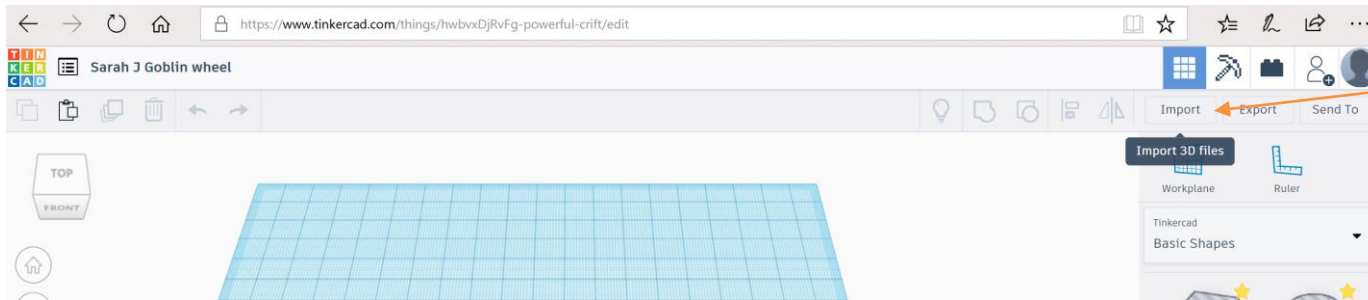 https://www.tinkercad.com/things/hwbvxDjRvFg-powerful-crift/edit
TIN
KER
CAD
Sarah J Goblin wheel
Import
Export
Send To
Import 3D files
TOP
FRONT
Workplane
Ruler
Tinkercad
Basic Shapes